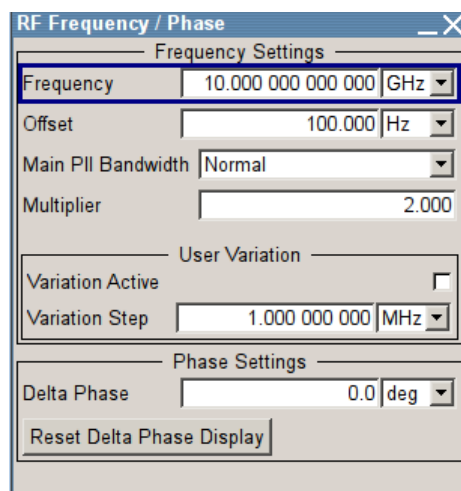 RF Frequency / Phase
Frequency Settings
Frequency 10.000 000 000 000 GHz
Offset 100.000 Hz
Main Pll Bandwidth Normal
Multiplier 2.000
User Variation
Variation Active
Variation Step 1.000 000 000 MHz
Phase Settings
Delta Phase 0.0 deg
Reset Delta Phase Display